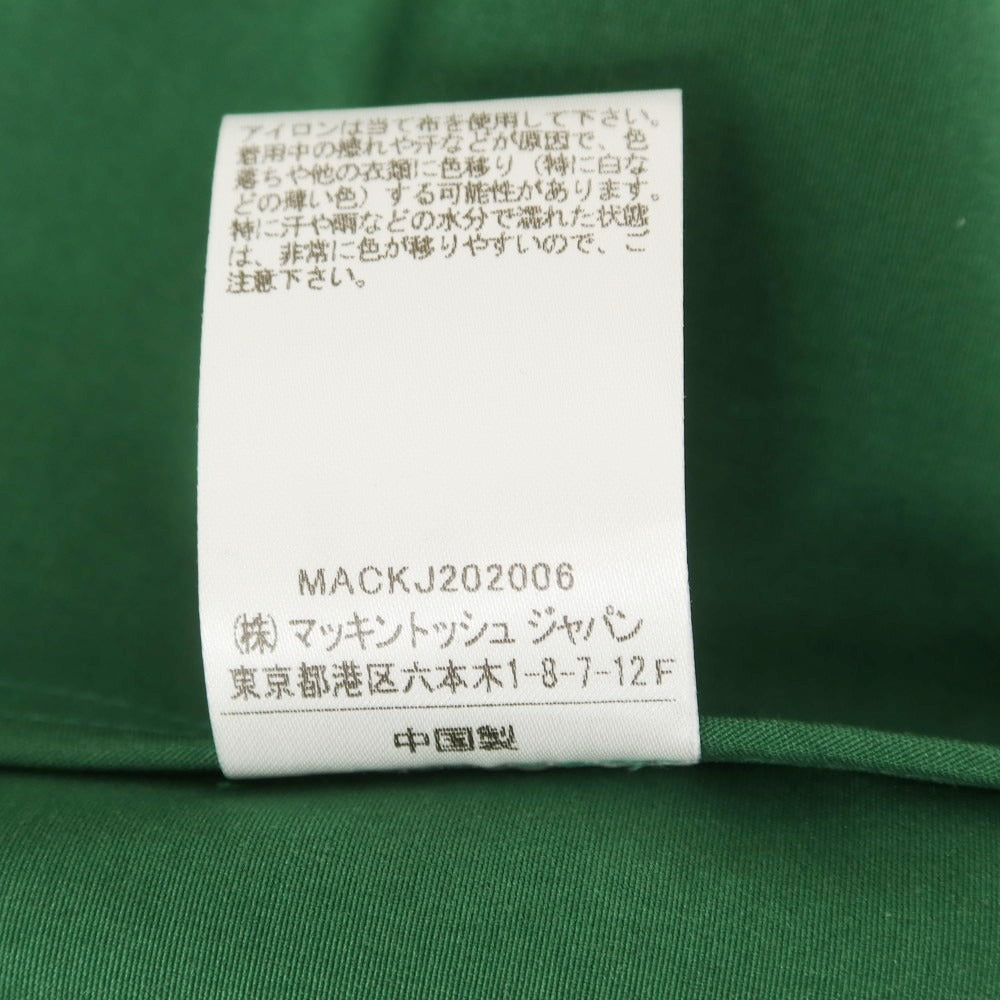 アイロンは当て布を使用して下さい。
着用中の擦れや汗などが原因で、色
落ちや他の衣類に色移り（特に白な
どの薄い色）する可能性があります。
特に汗や雨などの水分で濡れた状態
は、非常に色が移りやすいので、ご
注意下さい。
MACKJ202006
(株)マッキントッシュ ジャパン
東京都港区六本木1-8-7-12F
中国製